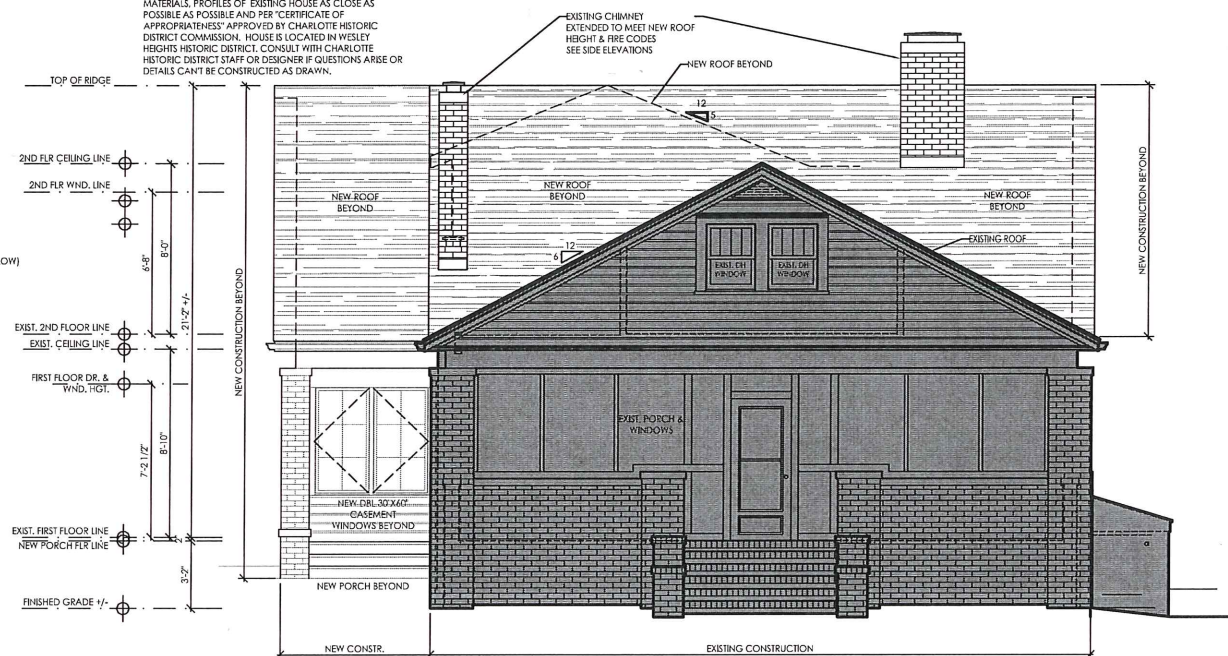 MATERIALS, PROFILES OF EXISTING HOUSE AS CLOSE AS
POSSIBLE AS POSSIBLE AND PER "CERTIFICATE OF
APPROPRIATENESS" APPROVED BY CHARLOTTE HISTORIC
DISTRICT COMMISSION. HOUSE IS LOCATED IN WESLEY
HEIGHTS HISTORIC DISTRICT. CONSULT WITH CHARLOTTE
HISTORIC DISTRICT STAFF OR DESIGNER IF QUESTIONS ARISE OR
DETAILS CAN'T BE CONSTRUCTED AS DRAWN.
EXISTING CHIMNEY
EXTENDED TO MEET NEW ROOF
HEIGHT & FIRE CODES
SEE SIDE ELEVATIONS
NEW ROOF BEYOND
TOP OF RIDGE
12
5
2ND FLR CEILING LINE
2ND FLR WND. LINE
NEW ROOF
BEYOND
NEW ROOF
BEYOND
NEW ROOF
BEYOND
NEW CONSTRUCTION BEYOND
EXISTING ROOF
12
6
EXIST. DH
WINDOW
EXIST. DH
WINDOW
OW)
6'-8"
8'-0"
21'-2" +/-
NEW CONSTRUCTION BEYOND
EXIST. 2ND FLOOR LINE
EXIST. CEILING LINE
FIRST FLOOR DR. &
WND. HGT.
7'-2 1/2"
8'-10"
EXIST. PORCH &
WINDOWS
NEW DBL 30"X60"
CASEMENT
WINDOWS BEYOND
EXIST. FIRST FLOOR LINE
NEW PORCH FLR LINE
2"
3'-2"
NEW PORCH BEYOND
FINISHED GRADE +/-
NEW CONSTR.
EXISTING CONSTRUCTION